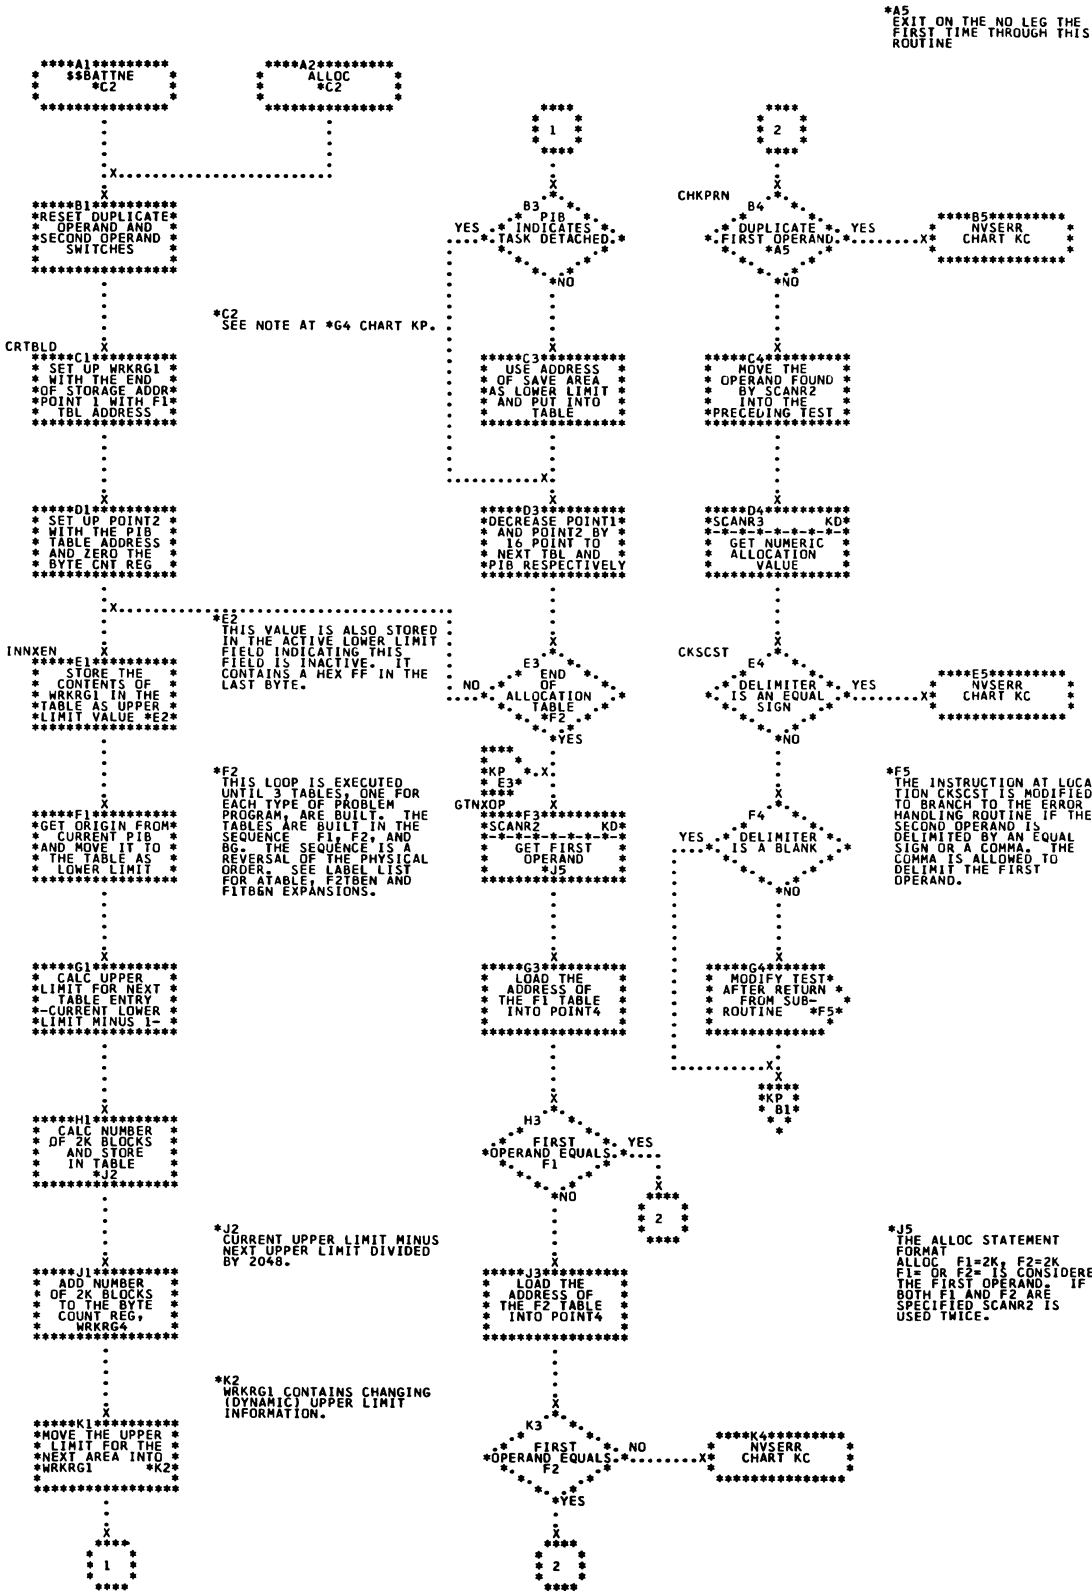 *A5
EXIT ON THE NO LEG THE
FIRST TIME THROUGH THIS
ROUTINE
A1
$$BATTNE
*C2
A2
ALLOC
*C2
1
2
B1
RESET DUPLICATE
OPERAND AND
SECOND OPERAND
SWITCHES
B3
PIB
INDICATES
TASK DETACHED
YES
NO
CHKPRN
B4
DUPLICATE
FIRST OPERAND
*A5
YES
NO
B5
NVSERR
CHART KC
*C2
SEE NOTE AT *G4 CHART KP.
CRTBLD
C1
SET UP WRKRG1
WITH THE END
OF STORAGE ADDR
POINT 1 WITH F1
TBL ADDRESS
C3
USE ADDRESS
OF SAVE AREA
AS LOWER LIMIT
AND PUT INTO
TABLE
C4
MOVE THE
OPERAND FOUND
BY SCANR2
INTO THE
PRECEDING TEST
D1
SET UP POINT2
WITH THE PIB
TABLE ADDRESS
AND ZERO THE
BYTE CNT REG
D3
DECREASE POINT1
AND POINT2 BY
16 POINT TO
NEXT TBL AND
PIB RESPECTIVELY
D4
SCANR3 KD
GET NUMERIC
ALLOCATION
VALUE
*E2
THIS VALUE IS ALSO STORED
IN THE ACTIVE LOWER LIMIT
FIELD INDICATING THIS
FIELD IS INACTIVE. IT
CONTAINS A HEX FF IN THE
LAST BYTE.
INNXEN
E1
STORE THE
CONTENTS OF
WRKRG1 IN THE
TABLE AS UPPER
LIMIT VALUE *E2
E3
END
OF
ALLOCATION
TABLE
*F2
NO
YES
CKSCST
E4
DELIMITER
IS AN EQUAL
SIGN
YES
NO
E5
NVSERR
CHART KC
*F2
THIS LOOP IS EXECUTED
UNTIL 3 TABLES, ONE FOR
EACH TYPE OF PROBLEM
PROGRAM, ARE BUILT. THE
TABLES ARE BUILT IN THE
SEQUENCE F1, F2, AND
BG. THE SEQUENCE IS A
REVERSAL OF THE PHYSICAL
ORDER. SEE LABEL LIST
FOR ATABLE, F2TBEN AND
F1TBGN EXPANSIONS.
KP
E3
GTNXOP
F1
GET ORIGIN FROM
CURRENT PIB
AND MOVE IT TO
THE TABLE AS
LOWER LIMIT
F3
SCANR2 KD
GET FIRST
OPERAND
*J5
F4
DELIMITER
IS A BLANK
YES
NO
*F5
THE INSTRUCTION AT LOCA
TION CKSCST IS MODIFIED
TO BRANCH TO THE ERROR
HANDLING ROUTINE IF THE
SECOND OPERAND IS
DELIMITED BY AN EQUAL
SIGN OR A COMMA. THE
COMMA IS ALLOWED TO
DELIMIT THE FIRST
OPERAND.
G1
CALC UPPER
LIMIT FOR NEXT
TABLE ENTRY
-CURRENT LOWER
LIMIT MINUS 1-
G3
LOAD THE
ADDRESS OF
THE F1 TABLE
INTO POINT4
G4
MODIFY TEST
AFTER RETURN
FROM SUB-
ROUTINE *F5
KP
B1
H1
CALC NUMBER
OF 2K BLOCKS
AND STORE
IN TABLE
*J2
H3
FIRST
OPERAND EQUALS
F1
YES
NO
2
*J2
CURRENT UPPER LIMIT MINUS
NEXT UPPER LIMIT DIVIDED
BY 2048.
J1
ADD NUMBER
OF 2K BLOCKS
TO THE BYTE
COUNT REG,
WRKRG4
J3
LOAD THE
ADDRESS OF
THE F2 TABLE
INTO POINT4
*J5
THE ALLOC STATEMENT
FORMAT
ALLOC F1=2K, F2=2K
F1= OR F2= IS CONSIDERE
THE FIRST OPERAND. IF
BOTH F1 AND F2 ARE
SPECIFIED SCANR2 IS
USED TWICE.
*K2
WRKRG1 CONTAINS CHANGING
(DYNAMIC) UPPER LIMIT
INFORMATION.
K1
MOVE THE UPPER
LIMIT FOR THE
NEXT AREA INTO
WRKRG1 *K2
K3
FIRST
OPERAND EQUALS
F2
NO
YES
K4
NVSERR
CHART KC
1
2